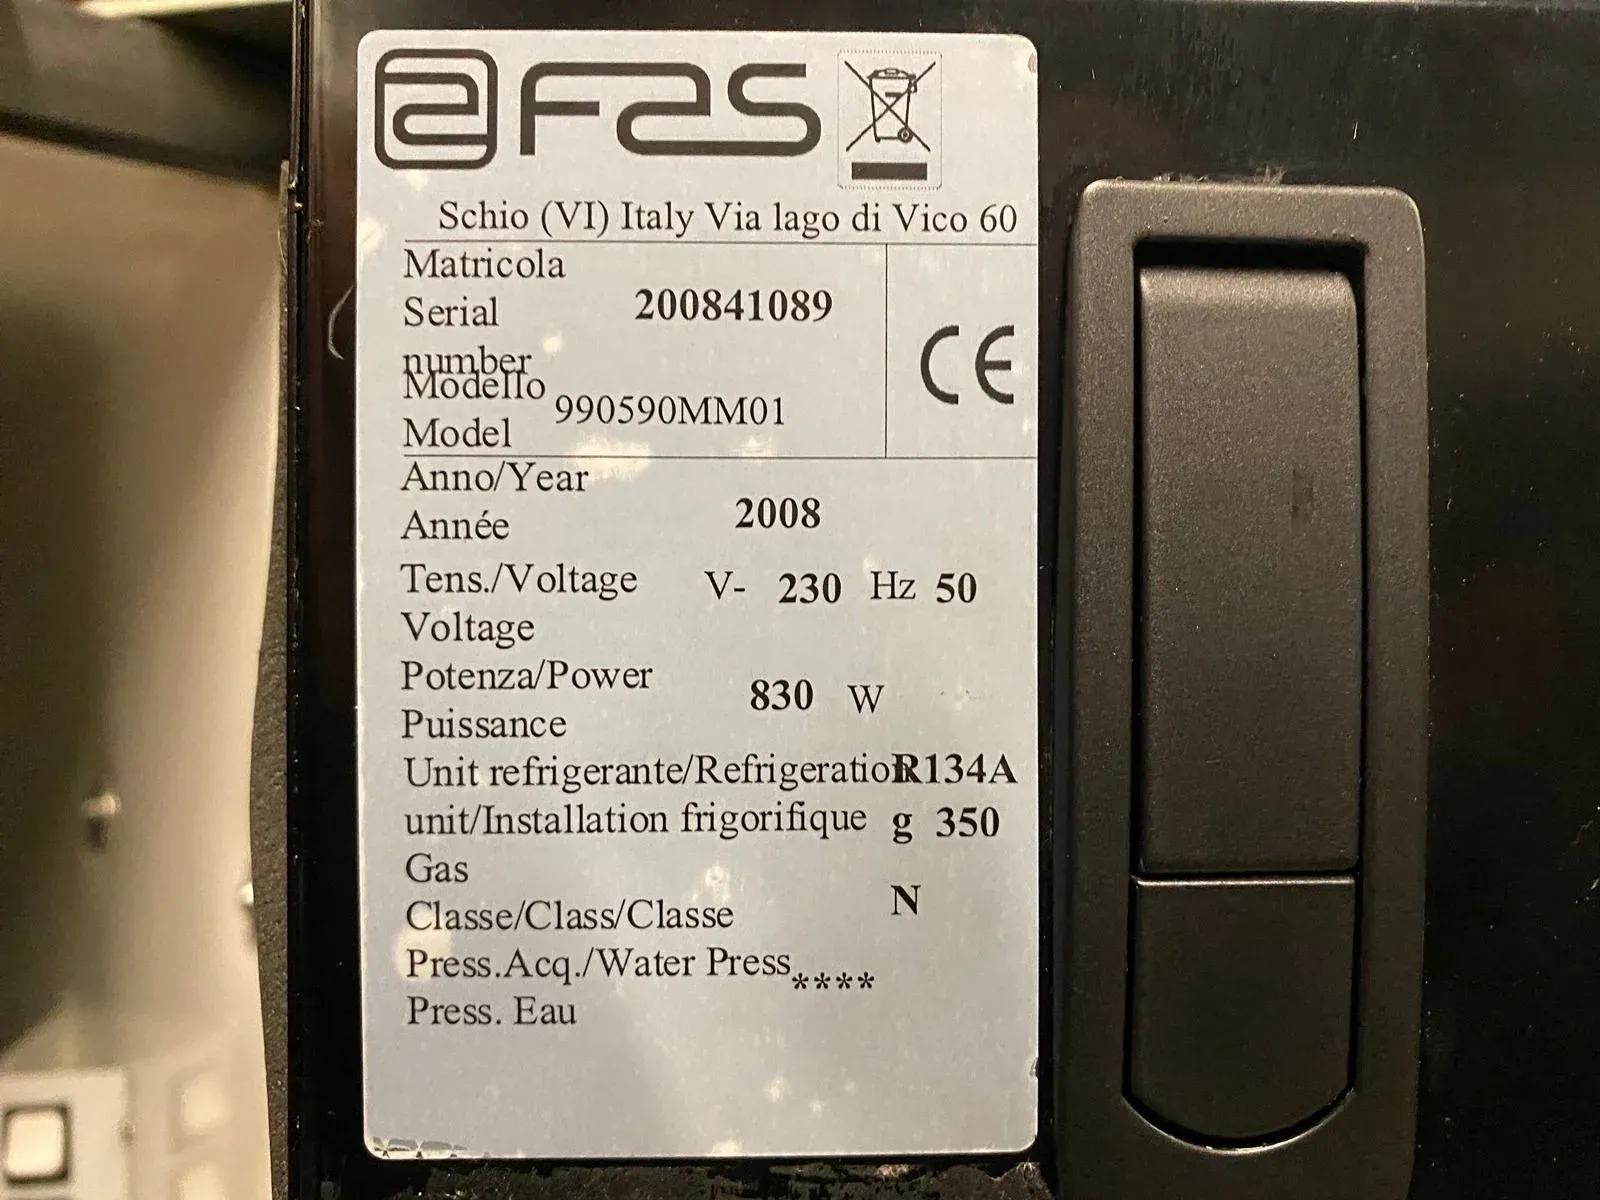 FAS
Schio (VI) Italy Via lago di Vico 60
Matricola
Serial 200841089
number
Modello 990590MM01
Model
CE
Anno/Year
2008
Année
Tens./Voltage V- 230 Hz 50
Voltage
Potenza/Power
830 W
Puissance
Unit refrigerante/Refrigeratio R134A
unit/Installation frigorifique g 350
Gas
N
Classe/Class/Classe
Press.Acq./Water Press ****
Press. Eau